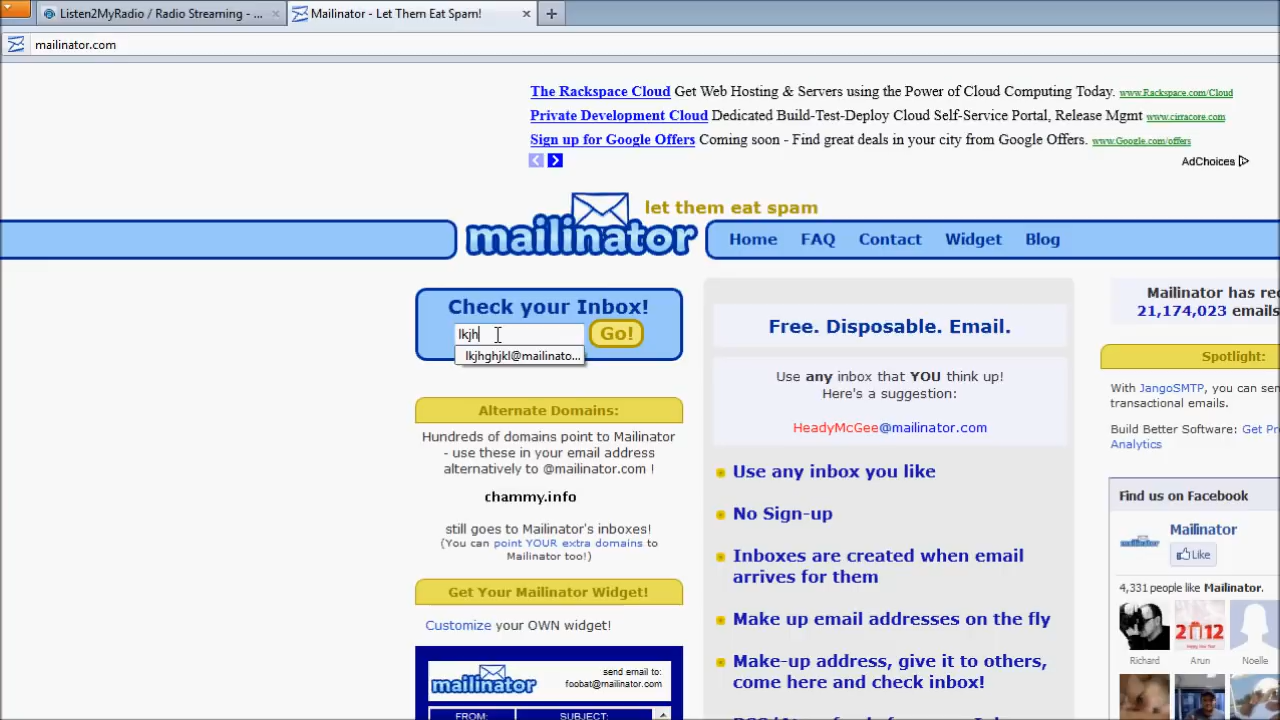 Listen2MyRadio / Radio Streaming - ...
Mailinator - Let Them Eat Spam!
mailinator.com
The Rackspace Cloud Get Web Hosting & Servers using the Power of Cloud Computing Today. www.Rackspace.com/Cloud
Private Development Cloud Dedicated Build-Test-Deploy Cloud Self-Service Portal, Release Mgmt www.cirracore.com
Sign up for Google Offers Coming soon - Find great deals in your city from Google Offers. www.Google.com/offers
AdChoices
let them eat spam
mailinator
Home FAQ Contact Widget Blog
Check your Inbox!
lkjh
Go!
lkjhghjkl@mailinato...
Alternate Domains:
Hundreds of domains point to Mailinator
- use these in your email address
alternatively to @mailinator.com !
chammy.info
still goes to Mailinator's inboxes!
(You can point YOUR extra domains to
Mailinator too!)
Get Your Mailinator Widget!
Customize your OWN widget!
mailinator
send email to:
foobat@mailinator.com
FROM: SUBJECT:
Free. Disposable. Email.
Use any inbox that YOU think up!
Here's a suggestion:
HeadyMcGee@mailinator.com
Use any inbox you like
No Sign-up
Inboxes are created when email
arrives for them
Make up email addresses on the fly
Make-up address, give it to others,
come here and check inbox!
Mailinator has re
21,174,023 emails
Spotlight:
With JangoSMTP, you can sen
transactional emails.
Build Better Software: Get Pr
Analytics
Find us on Facebook
mailinator
Mailinator
Like
4,331 people like Mailinator.
2012
Richard Arun Noelle